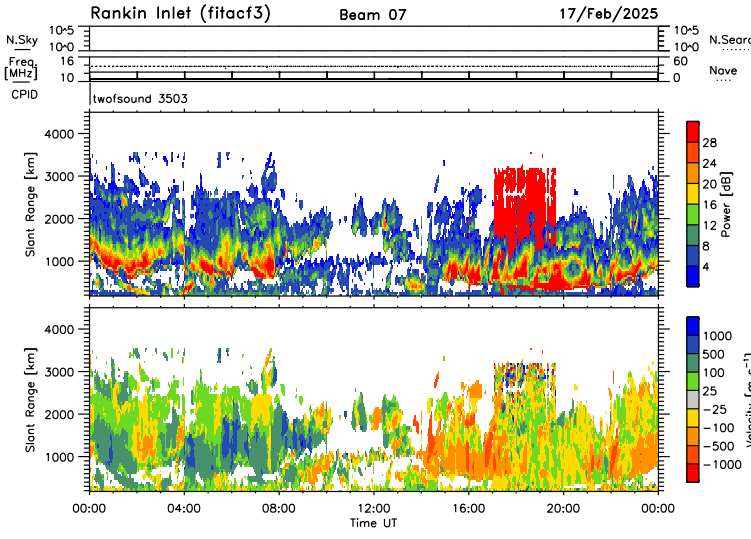 Rankin Inlet (fitacf3) Beam 07 17/Feb/2025
N.Sky 10^5 10^0 10^5 10^0 N.Searc
Freq. [MHz] 16 10 60 0 Nave
CPID twofsound 3503
Slant Range [km] 4000 3000 2000 1000
Power [dB] 28 24 20 16 12 8 4
Slant Range [km] 4000 3000 2000 1000
Velocity [m s^-1] 1000 500 100 25 -25 -100 -500 -1000
00:00 04:00 08:00 12:00 16:00 20:00 00:00
Time UT